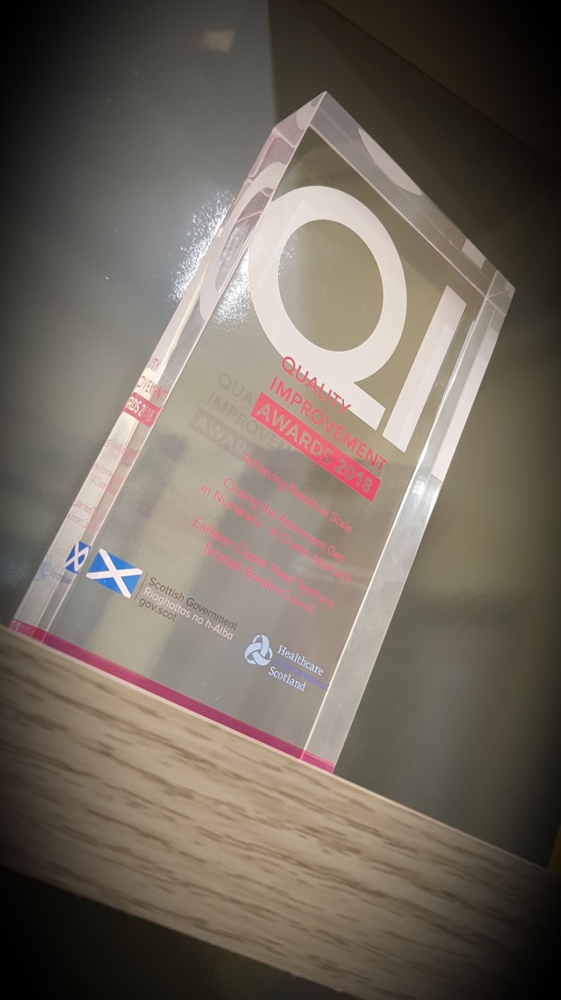 QI
QUALITY
IMPROVEMENT
AWARDS 2018
Achieving Results at Scale
Closing the Attainment Gap
in Numeracy - A Cluster Approach
Earlston Cluster Head Teachers,
Scottish Borders Council
Scottish Government
Riaghaltas na h-Alba
gov.scot
Healthcare
Improvement
Scotland